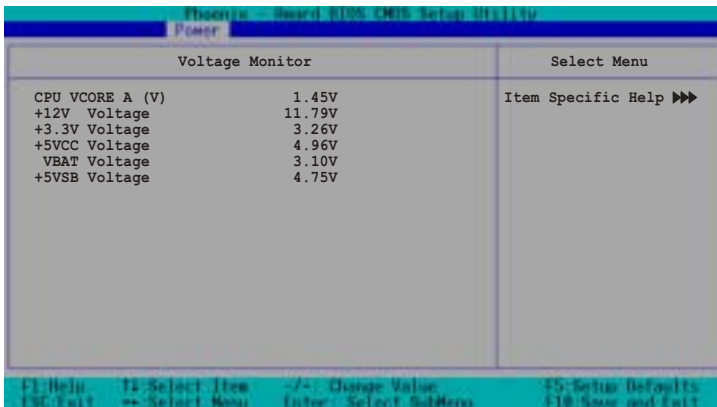 Phoenix - Award BIOS CMOS Setup Utility
Power
Voltage Monitor
Select Menu
CPU VCORE A (V) 1.45V
Item Specific Help
+12V Voltage 11.79V
+3.3V Voltage 3.26V
+5VCC Voltage 4.96V
VBAT Voltage 3.10V
+5VSB Voltage 4.75V
F1:Help ↑↓:Select Item -/+: Change Value F5:Setup Defaults
ESC:Exit ↔:Select Menu Enter: Select SubMenu F10:Save and Exit